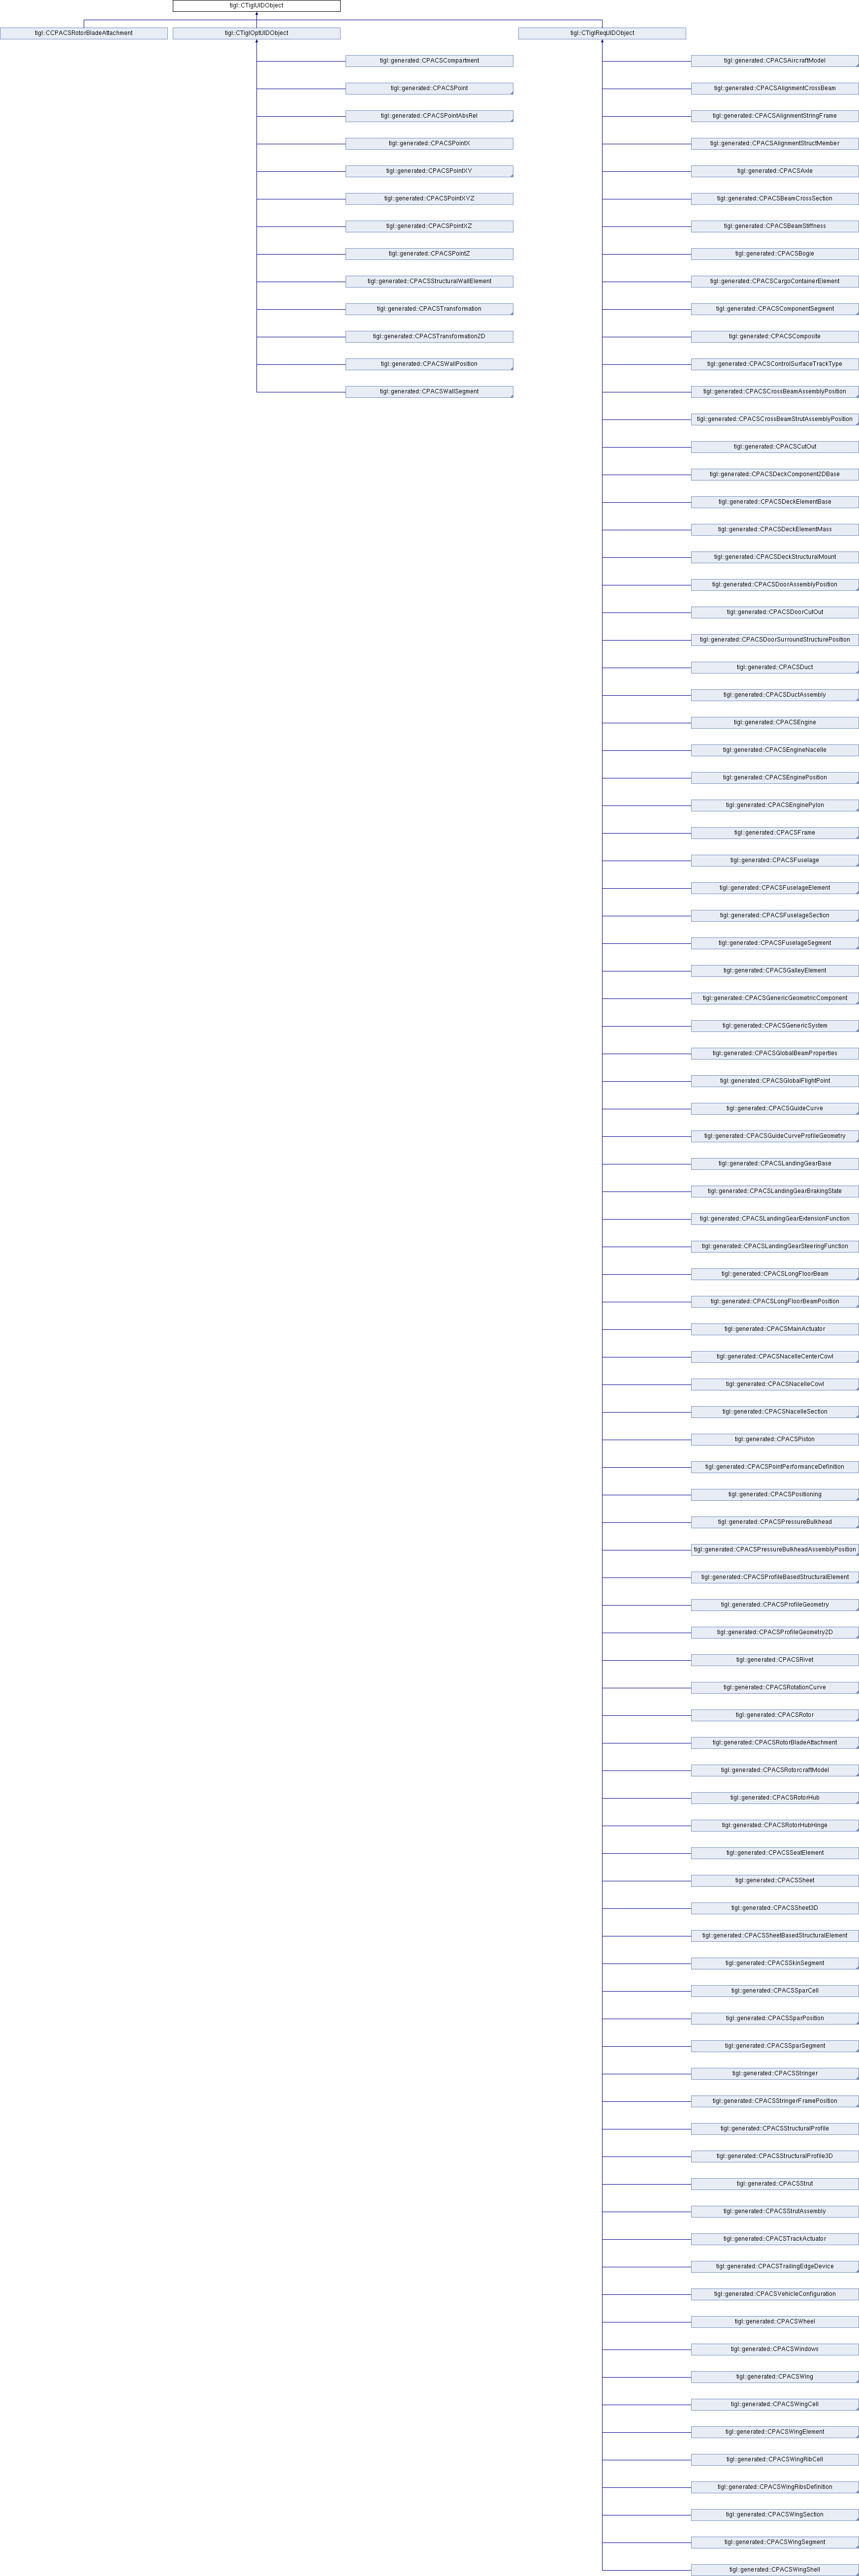 tigl::CTiglUIDObject
tigl::CCPACSRotorBladeAttachment
tigl::CTiglOptUIDObject
tigl::CTiglReqUIDObject
tigl::generated::CPACSCompartment
tigl::generated::CPACSPoint
tigl::generated::CPACSPointAbsRel
tigl::generated::CPACSPointX
tigl::generated::CPACSPointXY
tigl::generated::CPACSPointXYZ
tigl::generated::CPACSPointXZ
tigl::generated::CPACSPointZ
tigl::generated::CPACSStructuralWallElement
tigl::generated::CPACSTransformation
tigl::generated::CPACSTransformation2D
tigl::generated::CPACSWallPosition
tigl::generated::CPACSWallSegment
tigl::generated::CPACSAircraftModel
tigl::generated::CPACSAlignmentCrossBeam
tigl::generated::CPACSAlignmentStringFrame
tigl::generated::CPACSAlignmentStructMember
tigl::generated::CPACSAxle
tigl::generated::CPACSBeamCrossSection
tigl::generated::CPACSBeamStiffness
tigl::generated::CPACSBogie
tigl::generated::CPACSCargoContainerElement
tigl::generated::CPACSComponentSegment
tigl::generated::CPACSComposite
tigl::generated::CPACSControlSurfaceTrackType
tigl::generated::CPACSCrossBeamAssemblyPosition
tigl::generated::CPACSCrossBeamStrutAssemblyPosition
tigl::generated::CPACSCutOut
tigl::generated::CPACSDeckComponent2DBase
tigl::generated::CPACSDeckElementBase
tigl::generated::CPACSDeckElementMass
tigl::generated::CPACSDeckStructuralMount
tigl::generated::CPACSDoorAssemblyPosition
tigl::generated::CPACSDoorCutOut
tigl::generated::CPACSDoorSurroundStructurePosition
tigl::generated::CPACSDuct
tigl::generated::CPACSDuctAssembly
tigl::generated::CPACSEngine
tigl::generated::CPACSEngineNacelle
tigl::generated::CPACSEnginePosition
tigl::generated::CPACSEnginePylon
tigl::generated::CPACSFrame
tigl::generated::CPACSFuselage
tigl::generated::CPACSFuselageElement
tigl::generated::CPACSFuselageSection
tigl::generated::CPACSFuselageSegment
tigl::generated::CPACSGalleyElement
tigl::generated::CPACSGenericGeometricComponent
tigl::generated::CPACSGenericSystem
tigl::generated::CPACSGlobalBeamProperties
tigl::generated::CPACSGlobalFlightPoint
tigl::generated::CPACSGuideCurve
tigl::generated::CPACSGuideCurveProfileGeometry
tigl::generated::CPACSLandingGearBase
tigl::generated::CPACSLandingGearBrakingState
tigl::generated::CPACSLandingGearExtensionFunction
tigl::generated::CPACSLandingGearSteeringFunction
tigl::generated::CPACSLongFloorBeam
tigl::generated::CPACSLongFloorBeamPosition
tigl::generated::CPACSMainActuator
tigl::generated::CPACSNacelleCenterCowl
tigl::generated::CPACSNacelleCowl
tigl::generated::CPACSNacelleSection
tigl::generated::CPACSPiston
tigl::generated::CPACSPointPerformanceDefinition
tigl::generated::CPACSPositioning
tigl::generated::CPACSPressureBulkhead
tigl::generated::CPACSPressureBulkheadAssemblyPosition
tigl::generated::CPACSProfileBasedStructuralElement
tigl::generated::CPACSProfileGeometry
tigl::generated::CPACSProfileGeometry2D
tigl::generated::CPACSRivet
tigl::generated::CPACSRotationCurve
tigl::generated::CPACSRotor
tigl::generated::CPACSRotorBladeAttachment
tigl::generated::CPACSRotorcraftModel
tigl::generated::CPACSRotorHub
tigl::generated::CPACSRotorHubHinge
tigl::generated::CPACSSeatElement
tigl::generated::CPACSSheet
tigl::generated::CPACSSheet3D
tigl::generated::CPACSSheetBasedStructuralElement
tigl::generated::CPACSSkinSegment
tigl::generated::CPACSSparCell
tigl::generated::CPACSSparPosition
tigl::generated::CPACSSparSegment
tigl::generated::CPACSStringer
tigl::generated::CPACSStringerFramePosition
tigl::generated::CPACSStructuralProfile
tigl::generated::CPACSStructuralProfile3D
tigl::generated::CPACSStrut
tigl::generated::CPACSStrutAssembly
tigl::generated::CPACSTrackActuator
tigl::generated::CPACSTrailingEdgeDevice
tigl::generated::CPACSVehicleConfiguration
tigl::generated::CPACSWheel
tigl::generated::CPACSWindows
tigl::generated::CPACSWing
tigl::generated::CPACSWingCell
tigl::generated::CPACSWingElement
tigl::generated::CPACSWingRibCell
tigl::generated::CPACSWingRibsDefinition
tigl::generated::CPACSWingSection
tigl::generated::CPACSWingSegment
tigl::generated::CPACSWingShell